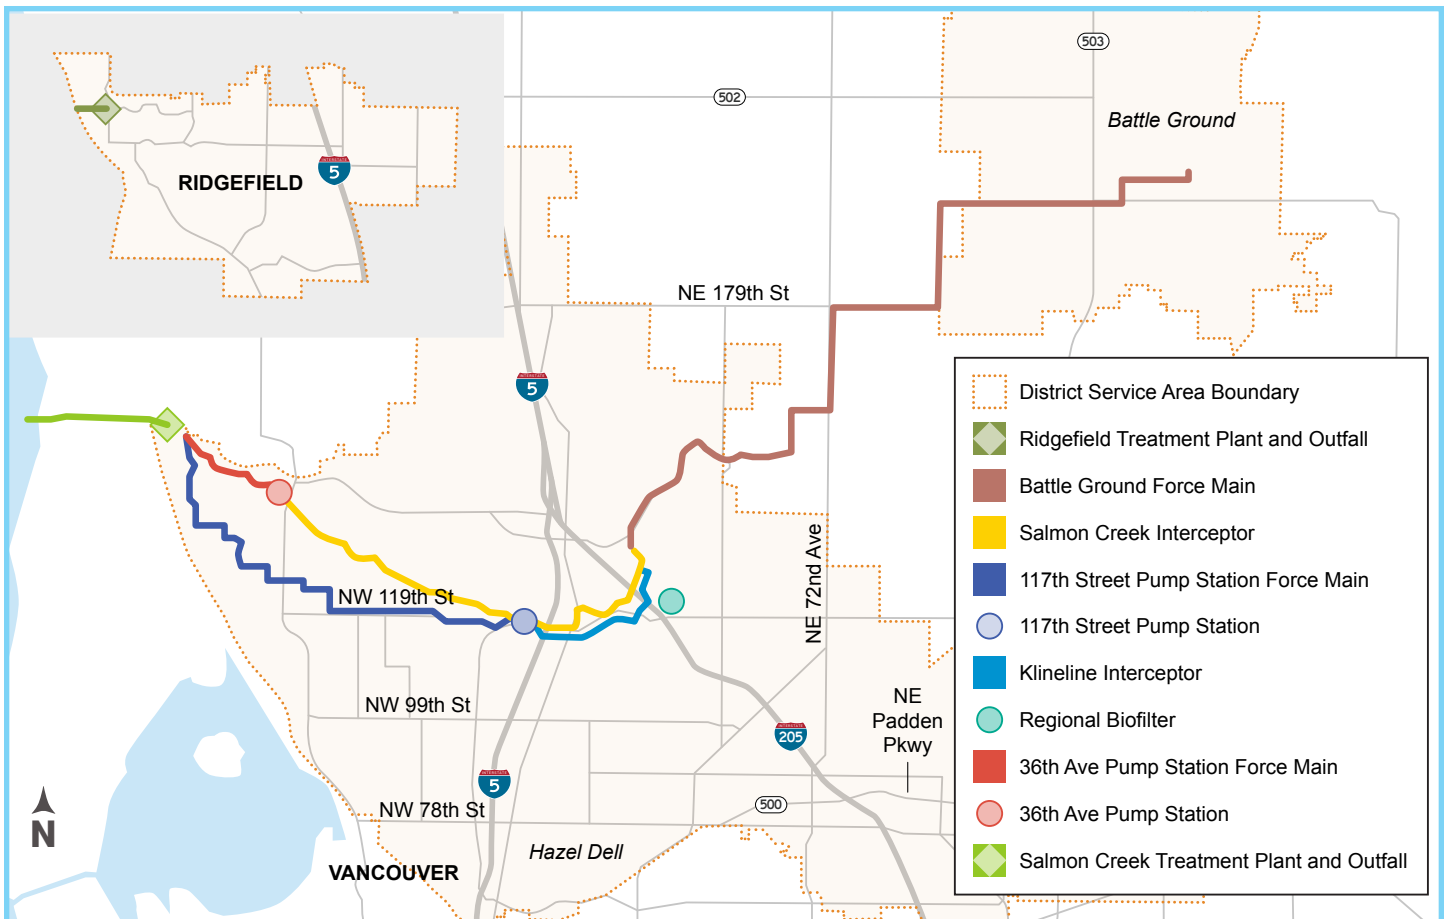 503
502
Battle Ground
INTERSTATE
5
RIDGEFIELD
NE 179th St
INTERSTATE
5
District Service Area Boundary
Ridgefield Treatment Plant and Outfall
Battle Ground Force Main
Salmon Creek Interceptor
117th Street Pump Station Force Main
117th Street Pump Station
Klineline Interceptor
Regional Biofilter
36th Ave Pump Station Force Main
36th Ave Pump Station
Salmon Creek Treatment Plant and Outfall
NE 72nd Ave
NW 119th St
NW 99th St
NE
Padden
Pkwy
INTERSTATE
205
INTERSTATE
5
NW 78th St
500
N
Hazel Dell
VANCOUVER